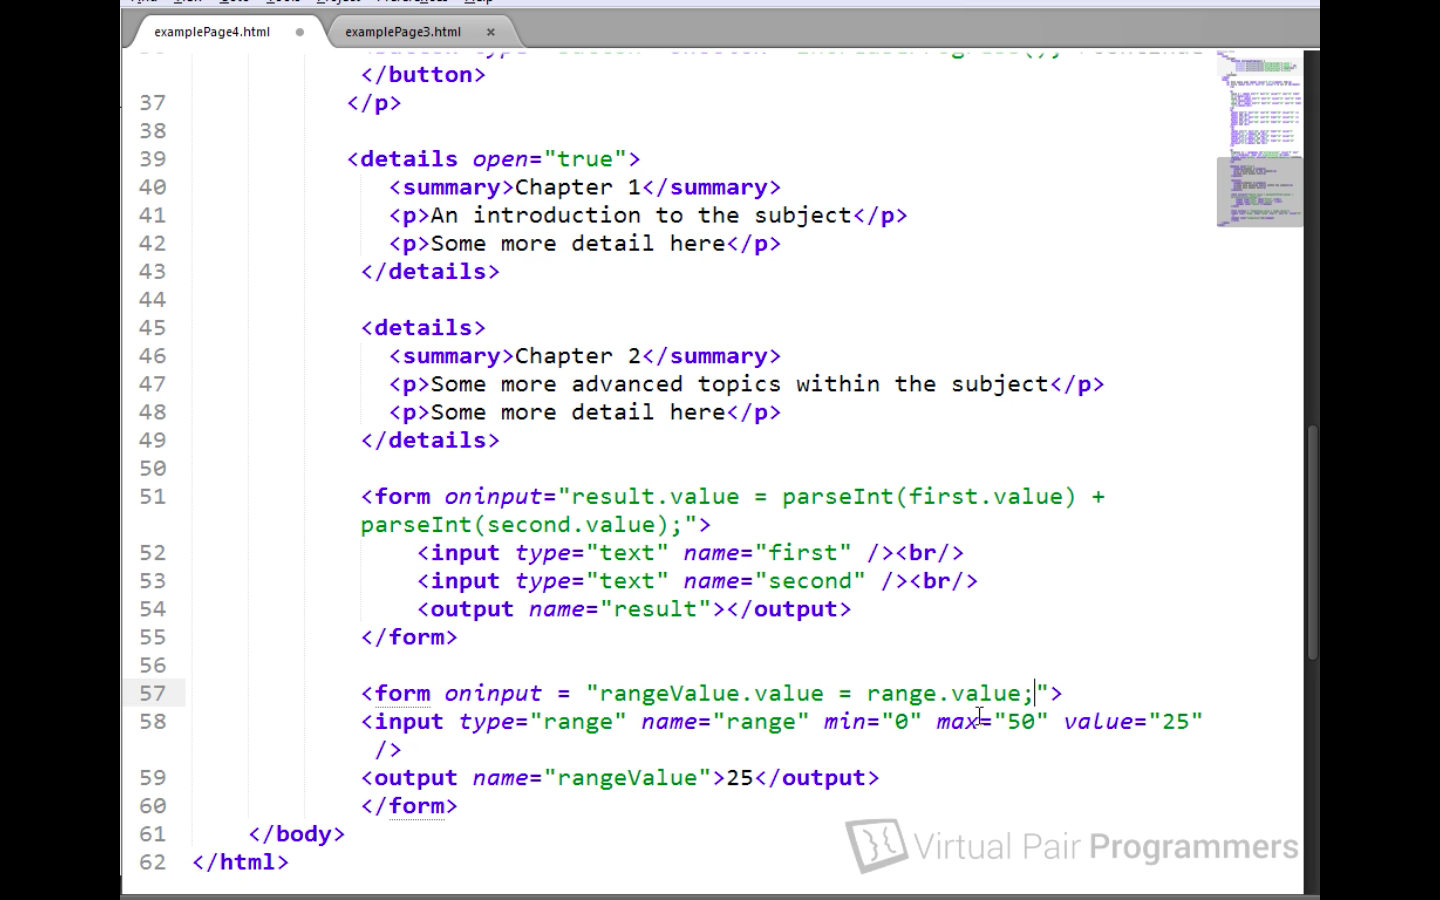 examplePage4.html
examplePage3.html ×
</button>
37 </p>
38
39 <details open="true">
40 <summary>Chapter 1</summary>
41 <p>An introduction to the subject</p>
42 <p>Some more detail here</p>
43 </details>
44
45 <details>
46 <summary>Chapter 2</summary>
47 <p>Some more advanced topics within the subject</p>
48 <p>Some more detail here</p>
49 </details>
50
51 <form oninput="result.value = parseInt(first.value) +
parseInt(second.value);">
52 <input type="text" name="first" /><br/>
53 <input type="text" name="second" /><br/>
54 <output name="result"></output>
55 </form>
56
57 <form oninput = "rangeValue.value = range.value;">
58 <input type="range" name="range" min="0" max="50" value="25"
/>
59 <output name="rangeValue">25</output>
60 </form>
61 </body>
62 </html>
Virtual Pair Programmers